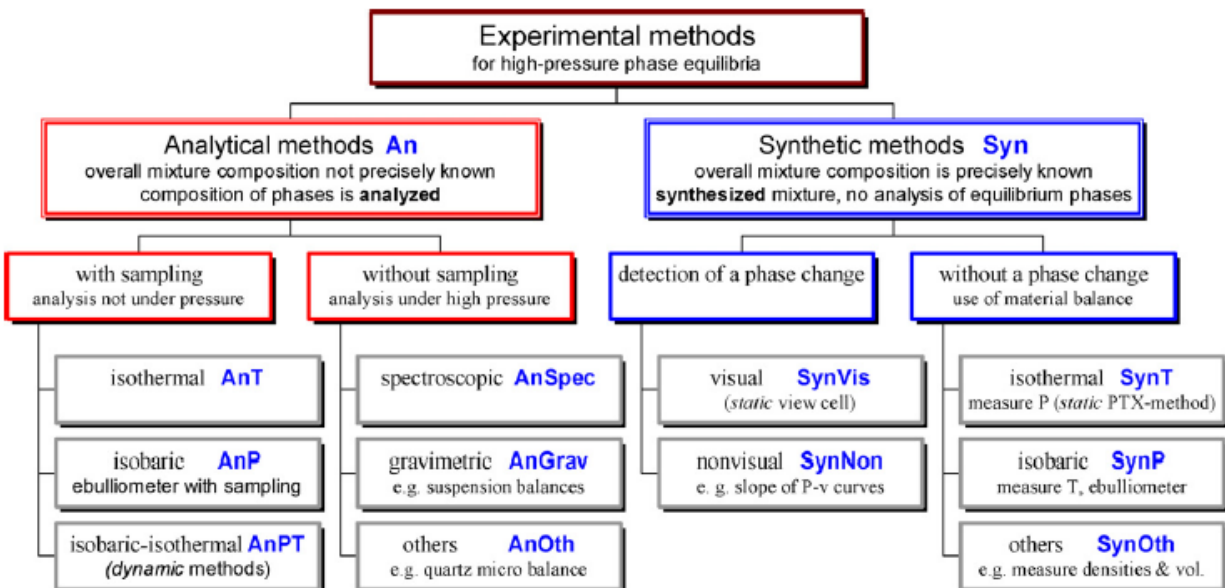 Experimental methods
for high-pressure phase equilibria
Analytical methods An
overall mixture composition not precisely known
composition of phases is analyzed
Synthetic methods Syn
overall mixture composition is precisely known
synthesized mixture, no analysis of equilibrium phases
with sampling
analysis not under pressure
without sampling
analysis under high pressure
detection of a phase change
without a phase change
use of material balance
isothermal AnT
isobaric AnP
ebulliometer with sampling
isobaric-isothermal AnPT
(dynamic methods)
spectroscopic AnSpec
gravimetric AnGrav
e.g. suspension balances
others AnOth
e.g. quartz micro balance
visual SynVis
(static view cell)
nonvisual SynNon
e. g. slope of P-v curves
isothermal SynT
measure P (static PTX-method)
isobaric SynP
measure T, ebulliometer
others SynOth
e.g. measure densities & vol.